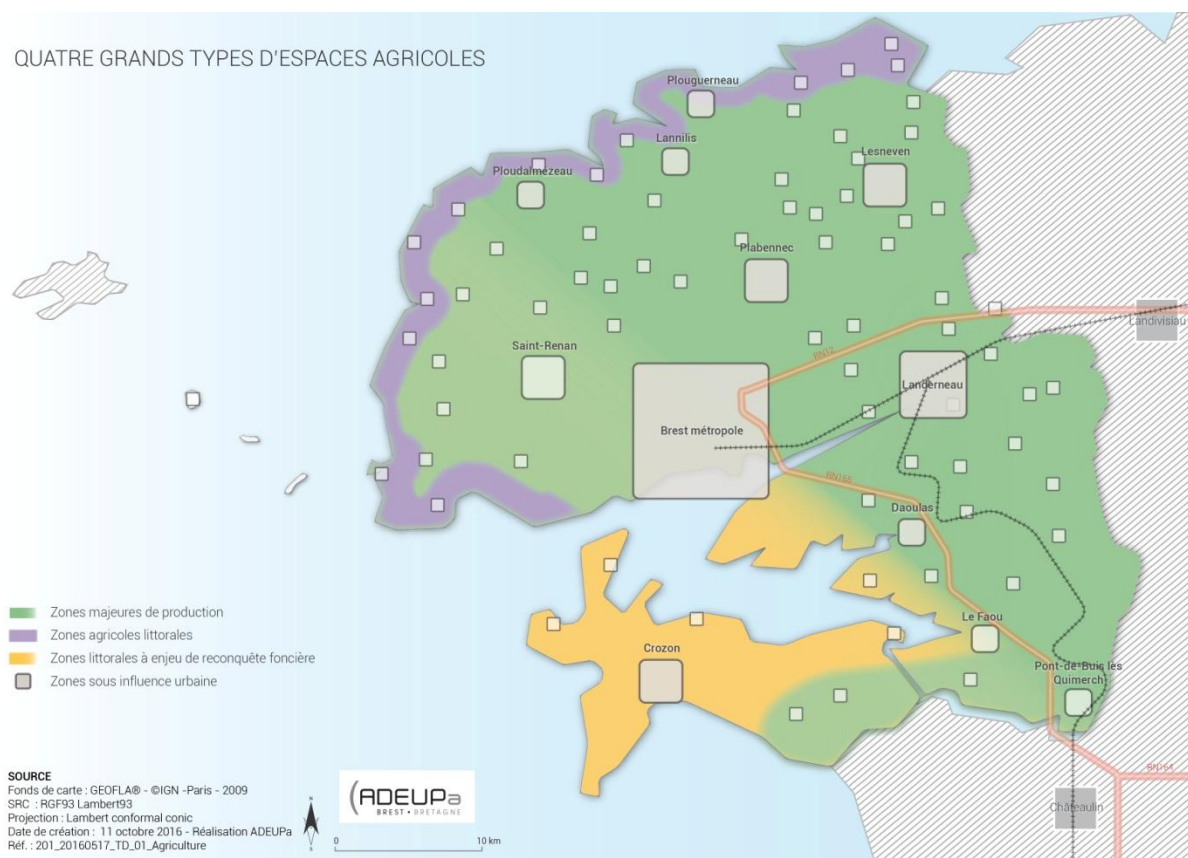 QUATRE GRANDS TYPES D'ESPACES AGRICOLES
Plouguerneau
Lannilis
Lesneven
Ploudalmézeau
Plabennec
Landivisiau
RN12
Saint-Renan
Landerneau
Brest métropole
RN165
Daoulas
Zones majeures de production
Zones agricoles littorales
Zones littorales à enjeu de reconquête foncière
Zones sous influence urbaine
Le Faou
Crozon
Pont-de-Buis lès
Quimerch
RN164
Châteaulin
SOURCE
Fonds de carte : GEOFLA® - ©IGN -Paris - 2009
SRC : RGF93 Lambert93
Projection : Lambert conformal conic
Date de création : 11 octobre 2016 - Réalisation ADEUPa
Réf. : 201_20160517_TD_01_Agriculture
N
S
ADEUPa
BREST • BRETAGNE
0 10 km